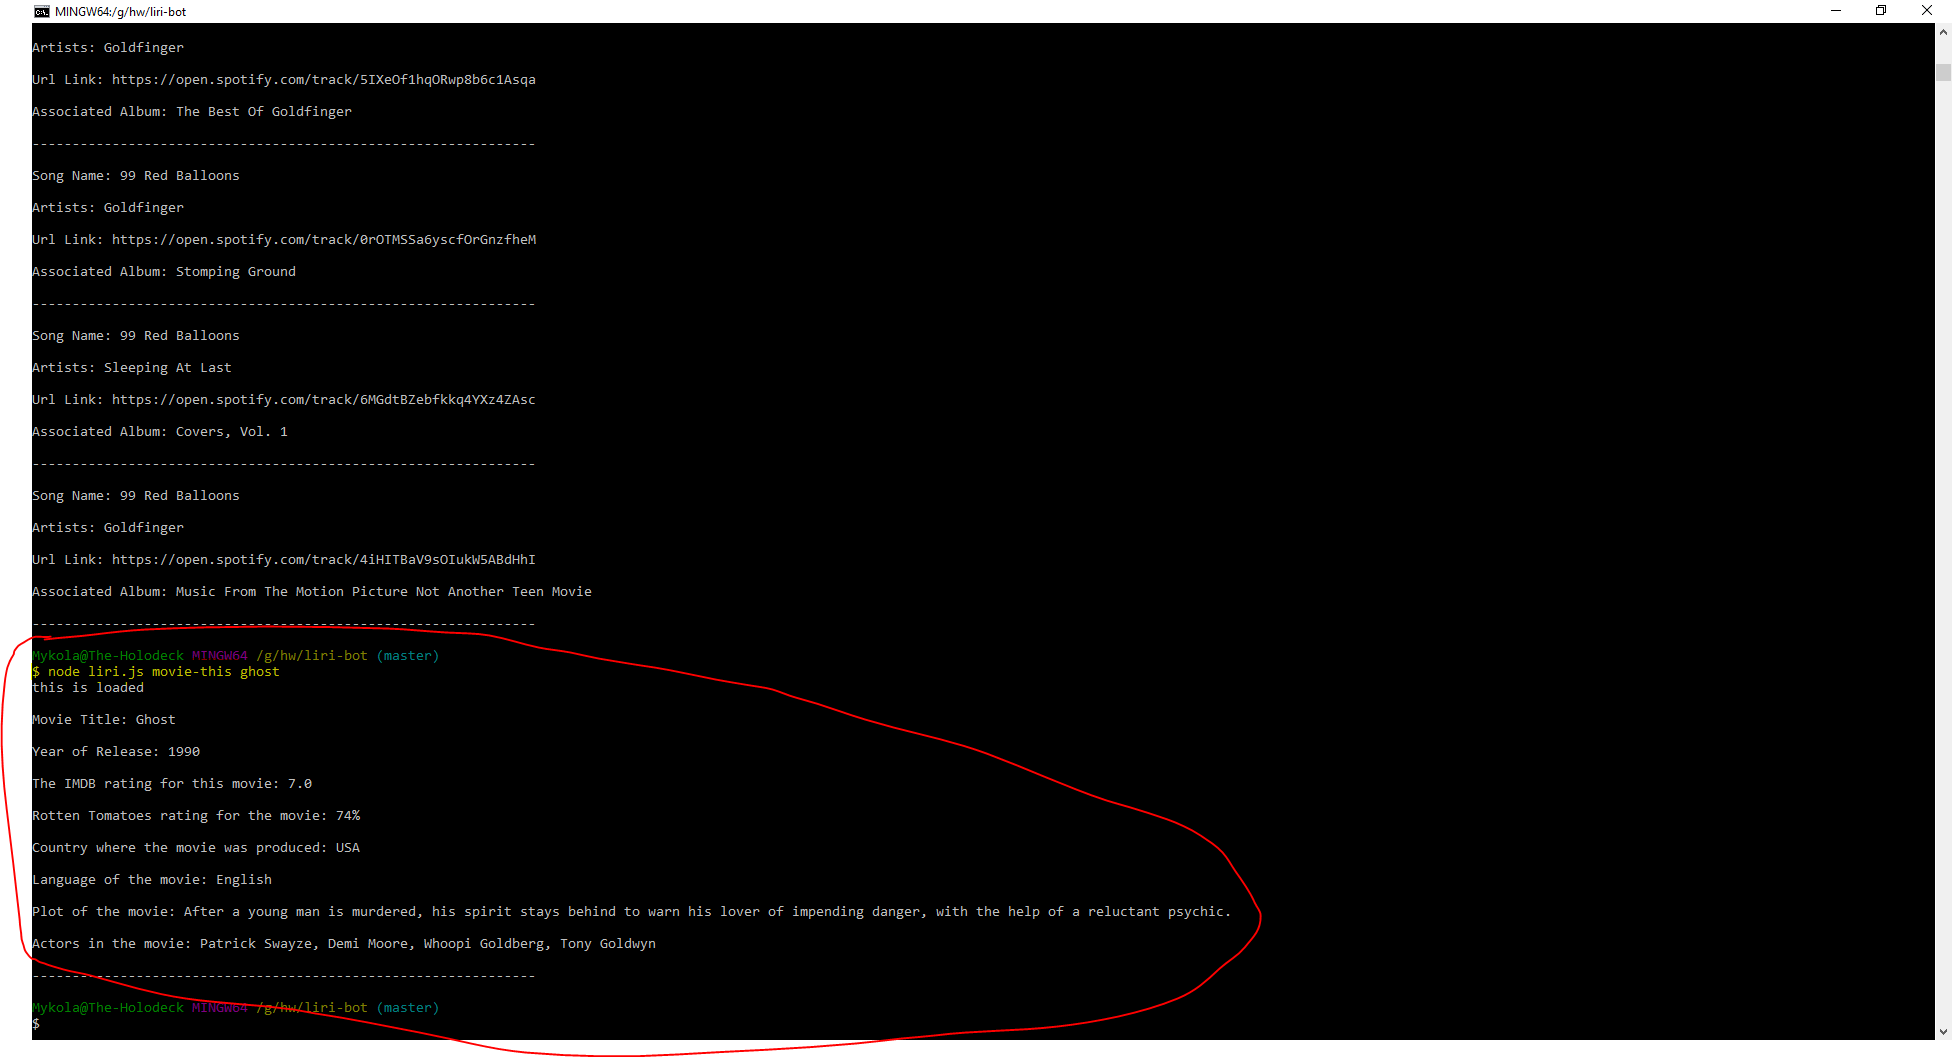 MINGW64:/g/hw/liri-bot
Artists: Goldfinger
Url Link: https://open.spotify.com/track/5IXeOf1hqORwp8b6c1Asqa
Associated Album: The Best Of Goldfinger
---------------------------------------------------------------
Song Name: 99 Red Balloons
Artists: Goldfinger
Url Link: https://open.spotify.com/track/0rOTMSSa6yscfOrGnzfheM
Associated Album: Stomping Ground
---------------------------------------------------------------
Song Name: 99 Red Balloons
Artists: Sleeping At Last
Url Link: https://open.spotify.com/track/6MGdtBZebfkkq4YXz4ZAsc
Associated Album: Covers, Vol. 1
---------------------------------------------------------------
Song Name: 99 Red Balloons
Artists: Goldfinger
Url Link: https://open.spotify.com/track/4iHITBaV9sOIukW5ABdHhI
Associated Album: Music From The Motion Picture Not Another Teen Movie
---------------------------------------------------------------
Mykola@The-Holodeck MINGW64 /g/hw/liri-bot (master)
$ node liri.js movie-this ghost
this is loaded
Movie Title: Ghost
Year of Release: 1990
The IMDB rating for this movie: 7.0
Rotten Tomatoes rating for the movie: 74%
Country where the movie was produced: USA
Language of the movie: English
Plot of the movie: After a young man is murdered, his spirit stays behind to warn his lover of impending danger, with the help of a reluctant psychic.
Actors in the movie: Patrick Swayze, Demi Moore, Whoopi Goldberg, Tony Goldwyn
---------------------------------------------------------------
Mykola@The-Holodeck MINGW64 /g/hw/liri-bot (master)
$